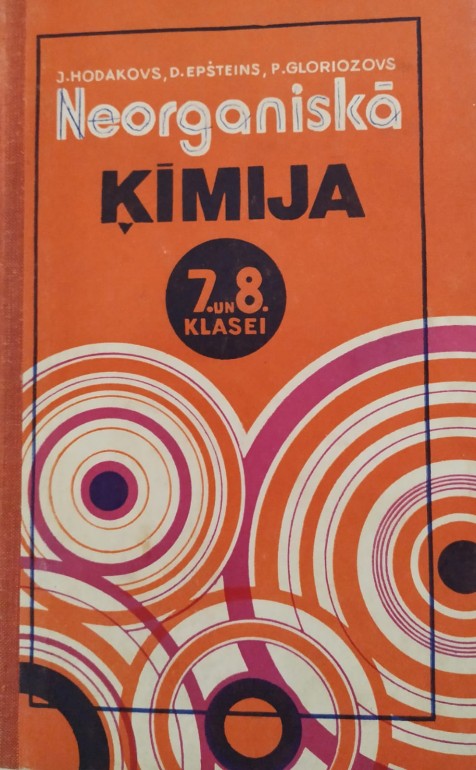 J.HODAKOVS, D.EPŠTEINS, P.GLORIOZOVS
Neorganiskā
ĶĪMIJA
7. UN 8.
KLASEI